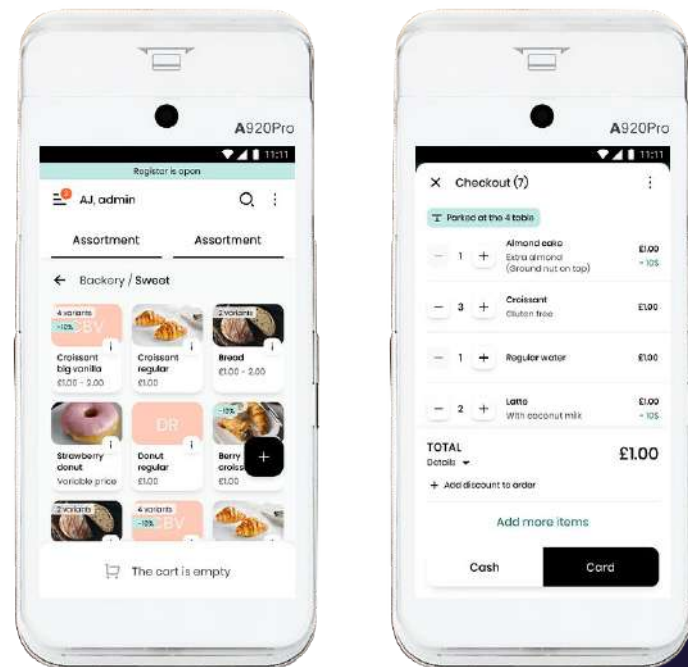 A920Pro
11:11
Register is open
2
AJ, admin
Assortment
Assortment
Backery / Sweet
4 variants
-10%
CBV
Croissant
big vanilla
£1.00 - 2.00
Croissant
regular
£1.00
2 variants
Bread
£1.00 - 2.00
Strawberry
donut
Variable price
DR
Donut
regular
£1.00
-10%
Berry
croiss
£1.00
2 variants
4 variants
-10%
CBV
The cart is empty
A920Pro
11:11
Checkout (7)
Parked at the 4 table
1
Almond cake
Extra almond
(Ground nut on top)
£1.00
- 10$
3
Croissant
Gluten free
£1.00
1
Regular water
£1.00
2
Latte
With coconut milk
£1.00
- 10$
TOTAL
Details
£1.00
+ Add discount to order
Add more items
Cash
Card